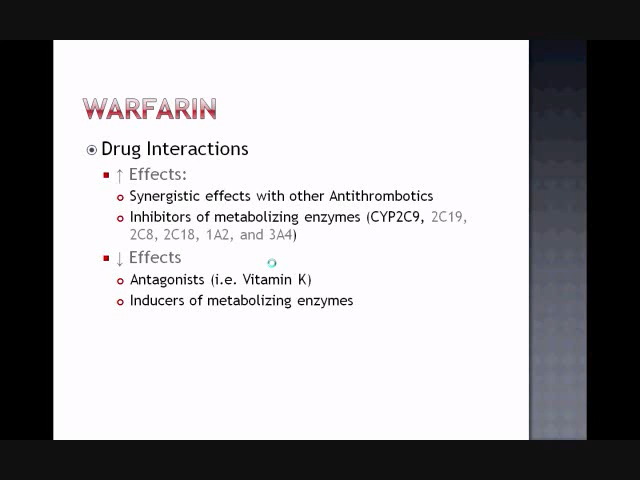 WARFARIN
Drug Interactions
↑ Effects:
Synergistic effects with other Antithrombotics
Inhibitors of metabolizing enzymes (CYP2C9, 2C19,
2C8, 2C18, 1A2, and 3A4)
↓ Effects
Antagonists (i.e. Vitamin K)
Inducers of metabolizing enzymes